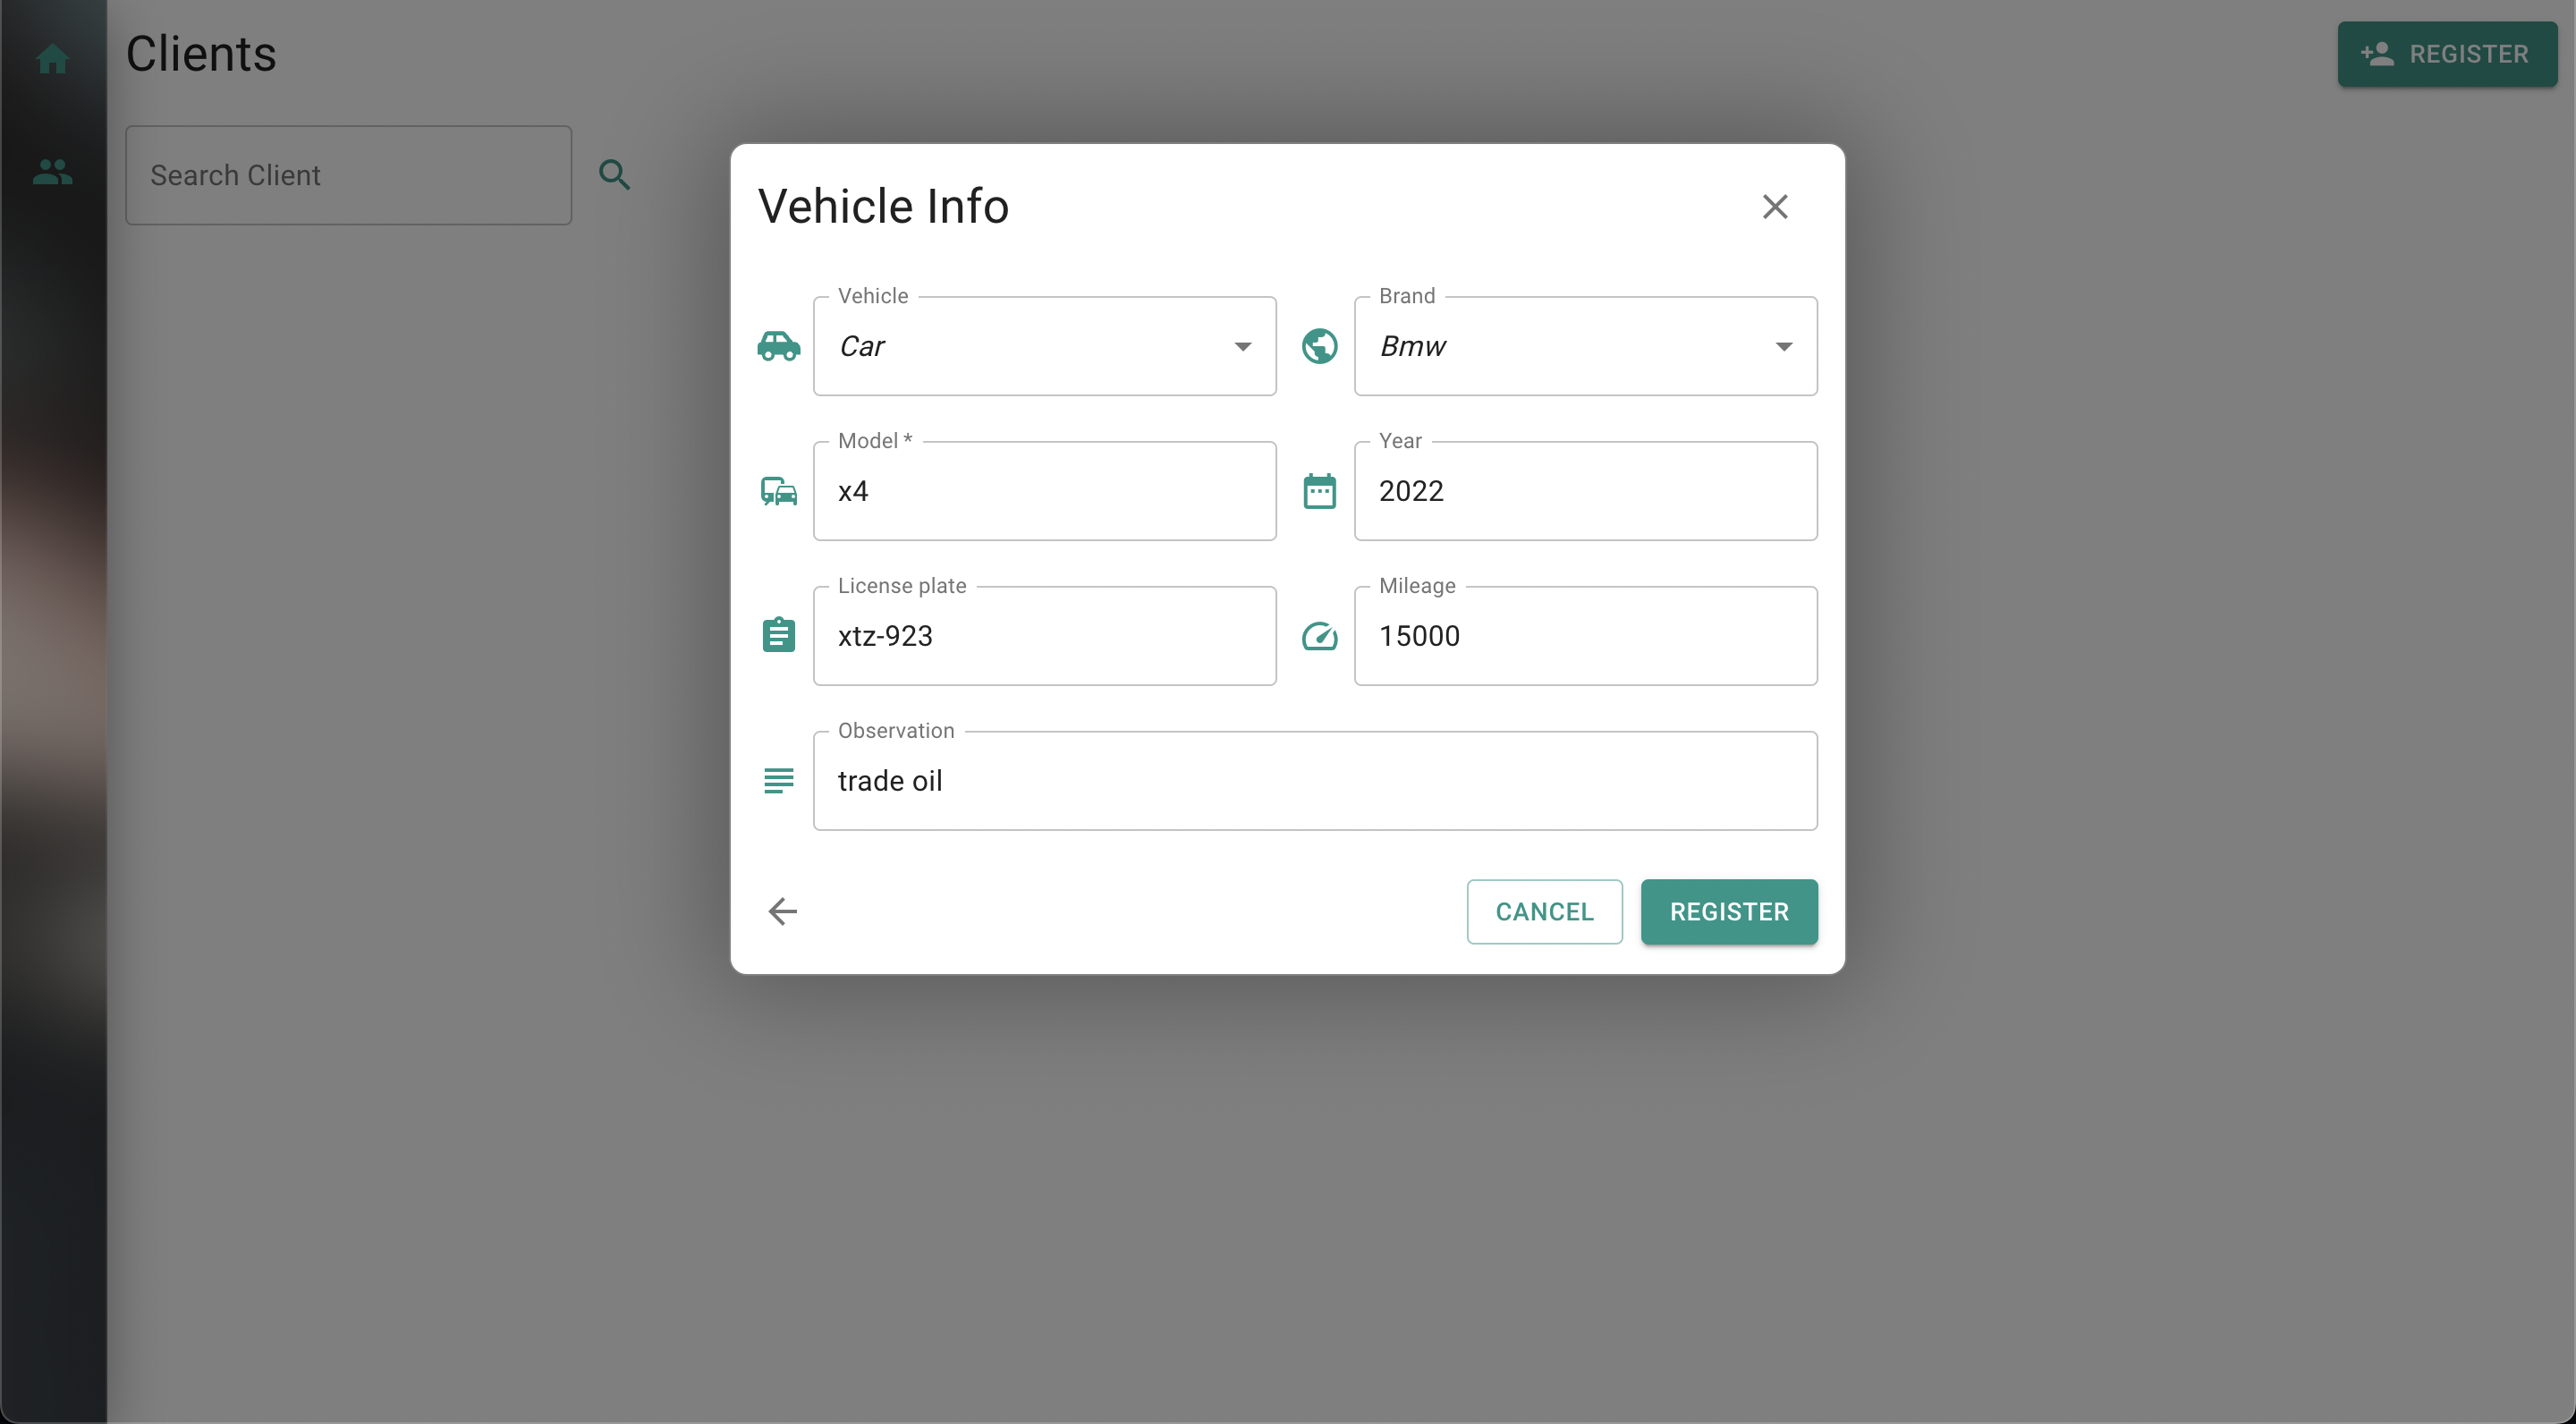 Clients
REGISTER
Search Client
Vehicle Info
Vehicle
Car
Brand
Bmw
Model *
x4
Year
2022
License plate
xtz-923
Mileage
15000
Observation
trade oil
CANCEL
REGISTER